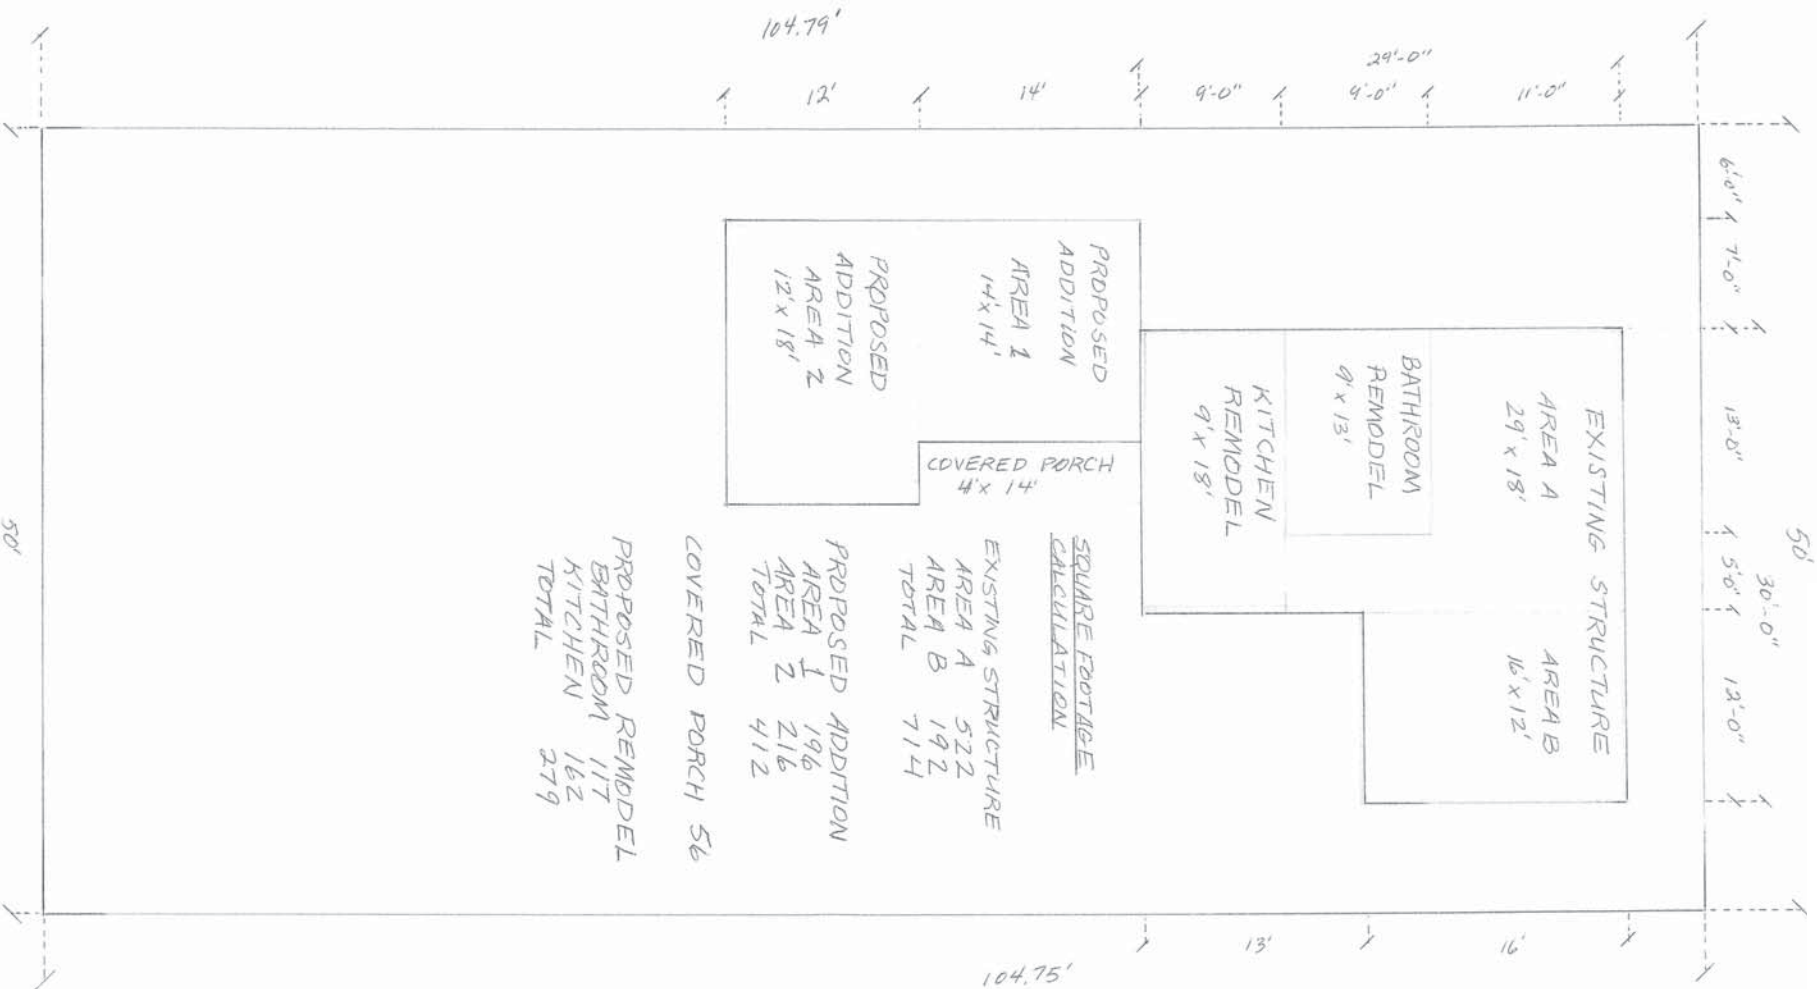 104.79'
29'-0"
12'
14'
9'-0"
9'-0"
11'-0"
50'
30'-0"
6'-0"
7'-0"
13'-0"
5'-0"
12'-0"
EXISTING STRUCTURE
AREA A
29' x 18'
AREA B
16' x 12'
BATHROOM
REMODEL
9' x 13'
KITCHEN
REMODEL
9' x 18'
PROPOSED
ADDITION
AREA 1
14' x 14'
PROPOSED
ADDITION
AREA 2
12' x 18'
COVERED PORCH
4' x 14'
SQUARE FOOTAGE
CALCULATION
EXISTING STRUCTURE
AREA A 522
AREA B 192
TOTAL 714
PROPOSED ADDITION
AREA 1 196
AREA 2 216
TOTAL 412
COVERED PORCH 56
PROPOSED REMODEL
BATHROOM 117
KITCHEN 162
TOTAL 279
50'
13'
16'
104.75'